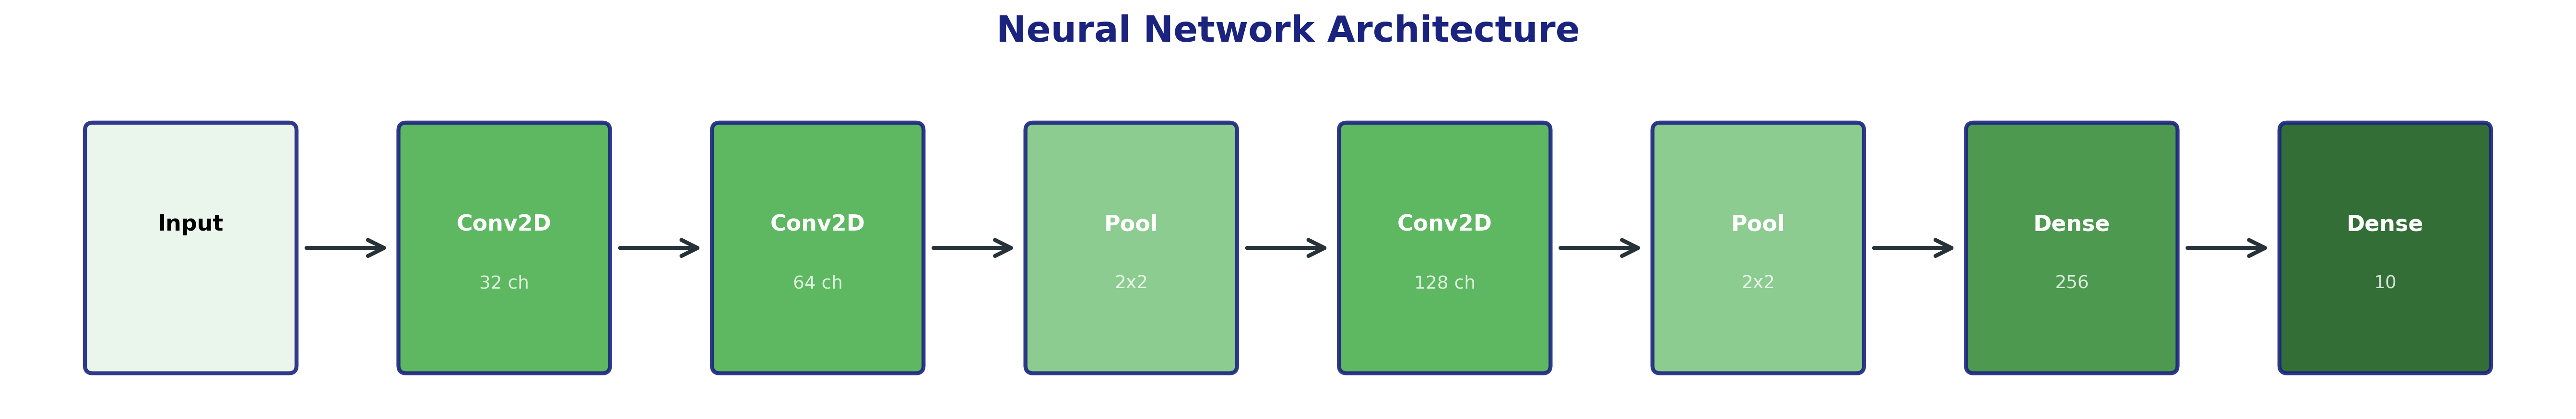 Neural Network Architecture
Input
Conv2D
32 ch
Conv2D
64 ch
Pool
2x2
Conv2D
128 ch
Pool
2x2
Dense
256
Dense
10